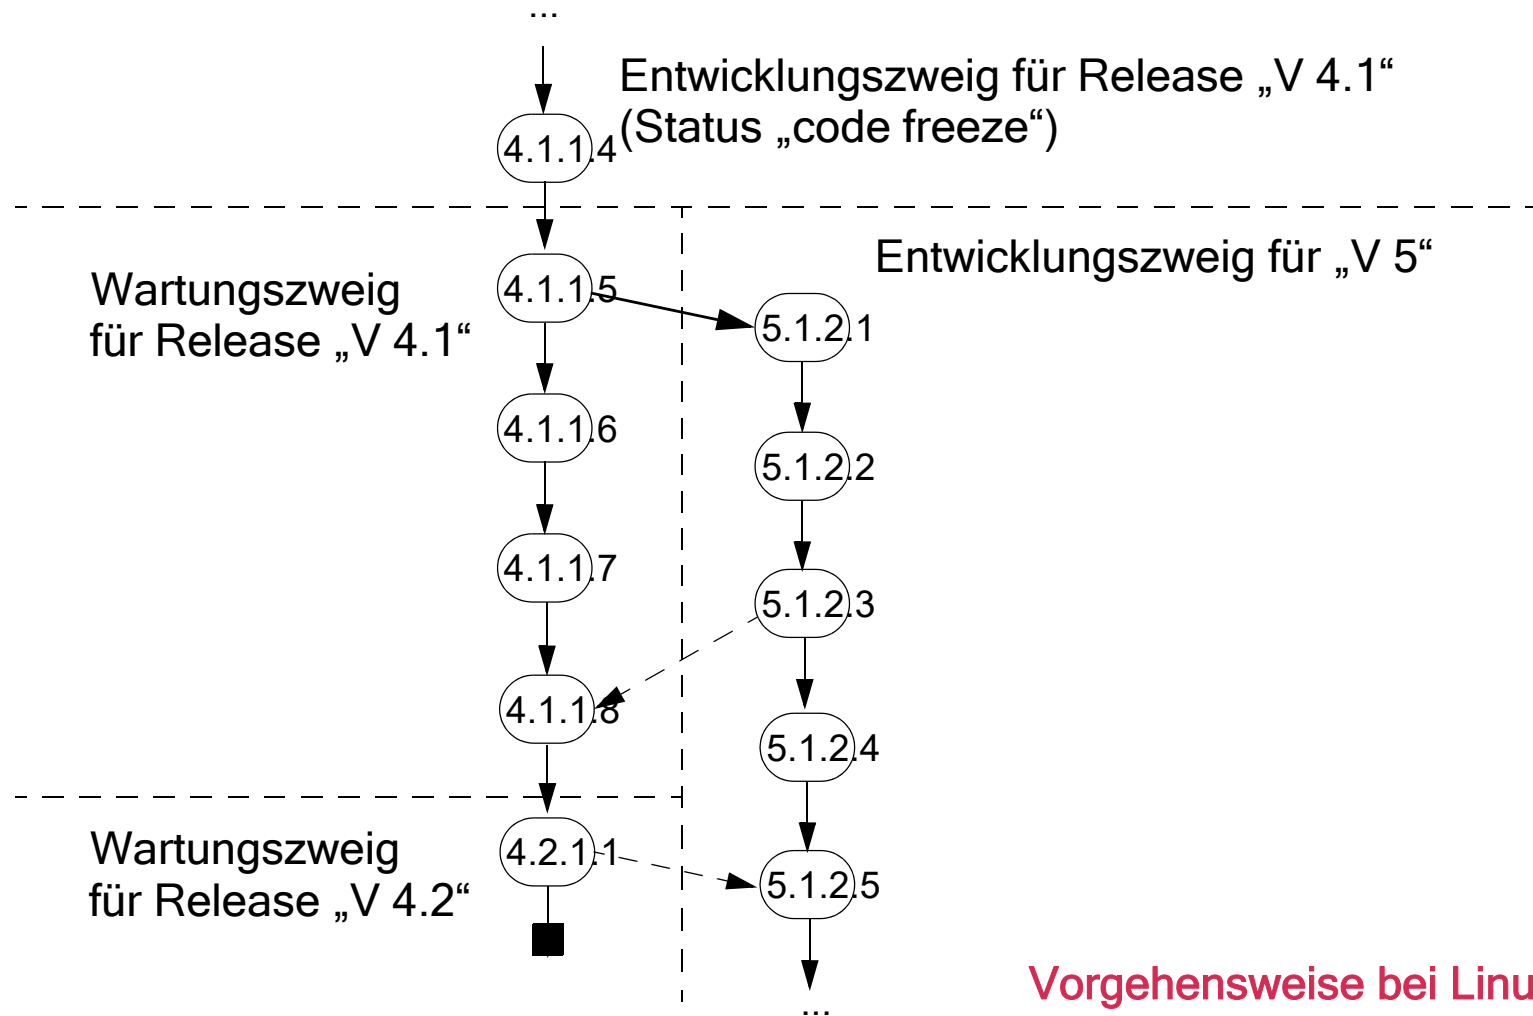 ...
Entwicklungszweig für Release „V 4.1“
(Status „code freeze“)
4.1.1.4
Entwicklungszweig für „V 5“
Wartungszweig
für Release „V 4.1“
4.1.1.5
5.1.2.1
4.1.1.6
5.1.2.2
4.1.1.7
5.1.2.3
4.1.1.8
5.1.2.4
Wartungszweig
für Release „V 4.2“
4.2.1.1
5.1.2.5
Vorgehensweise bei Linu
...